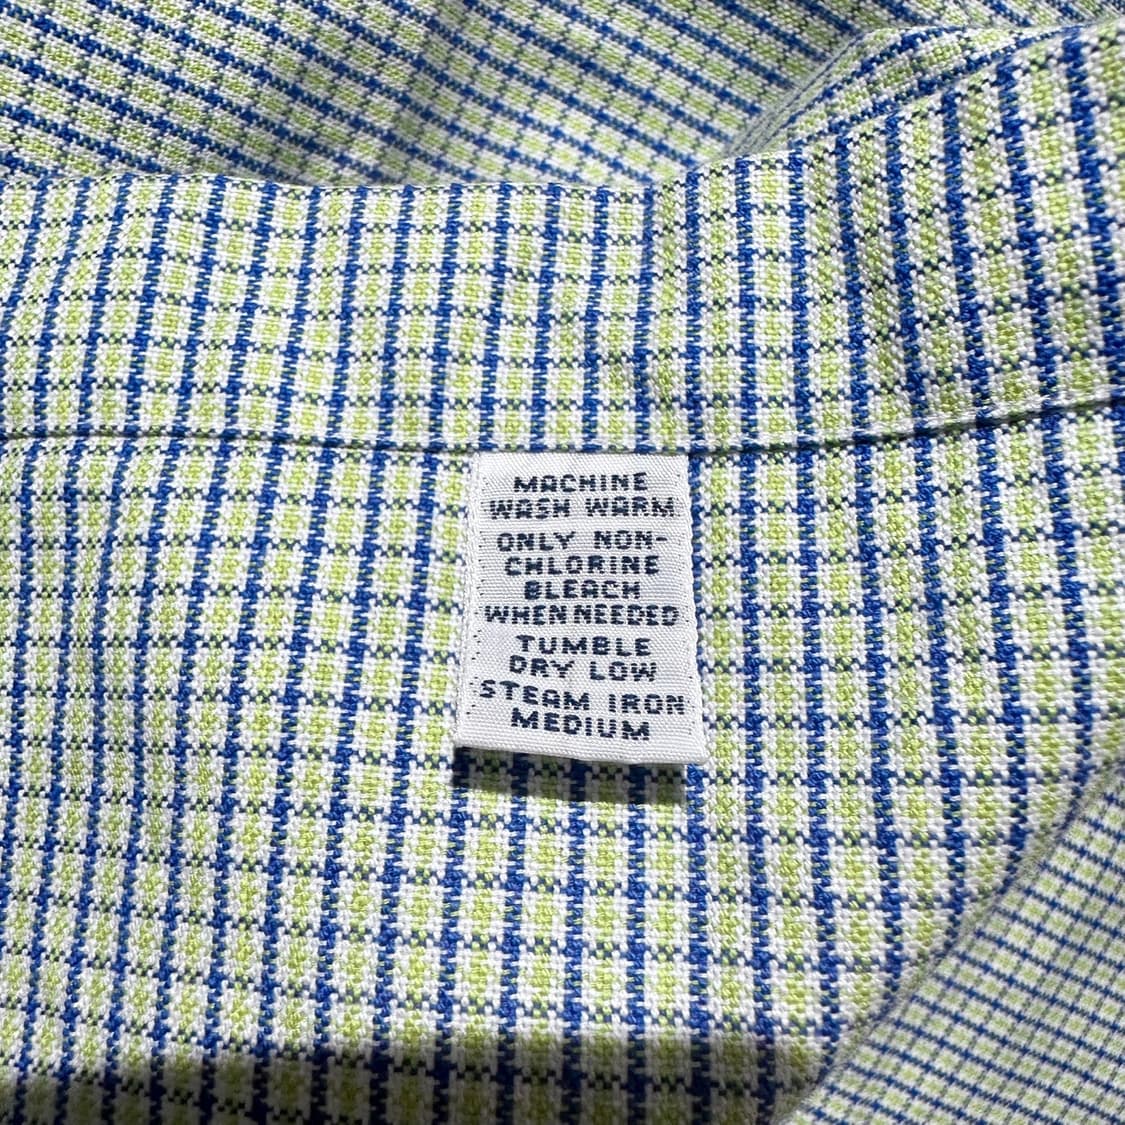 MACHINE
WASH WARM
ONLY NON-
CHLORINE
BLEACH
WHEN NEEDED
TUMBLE
DRY LOW
STEAM IRON
MEDIUM